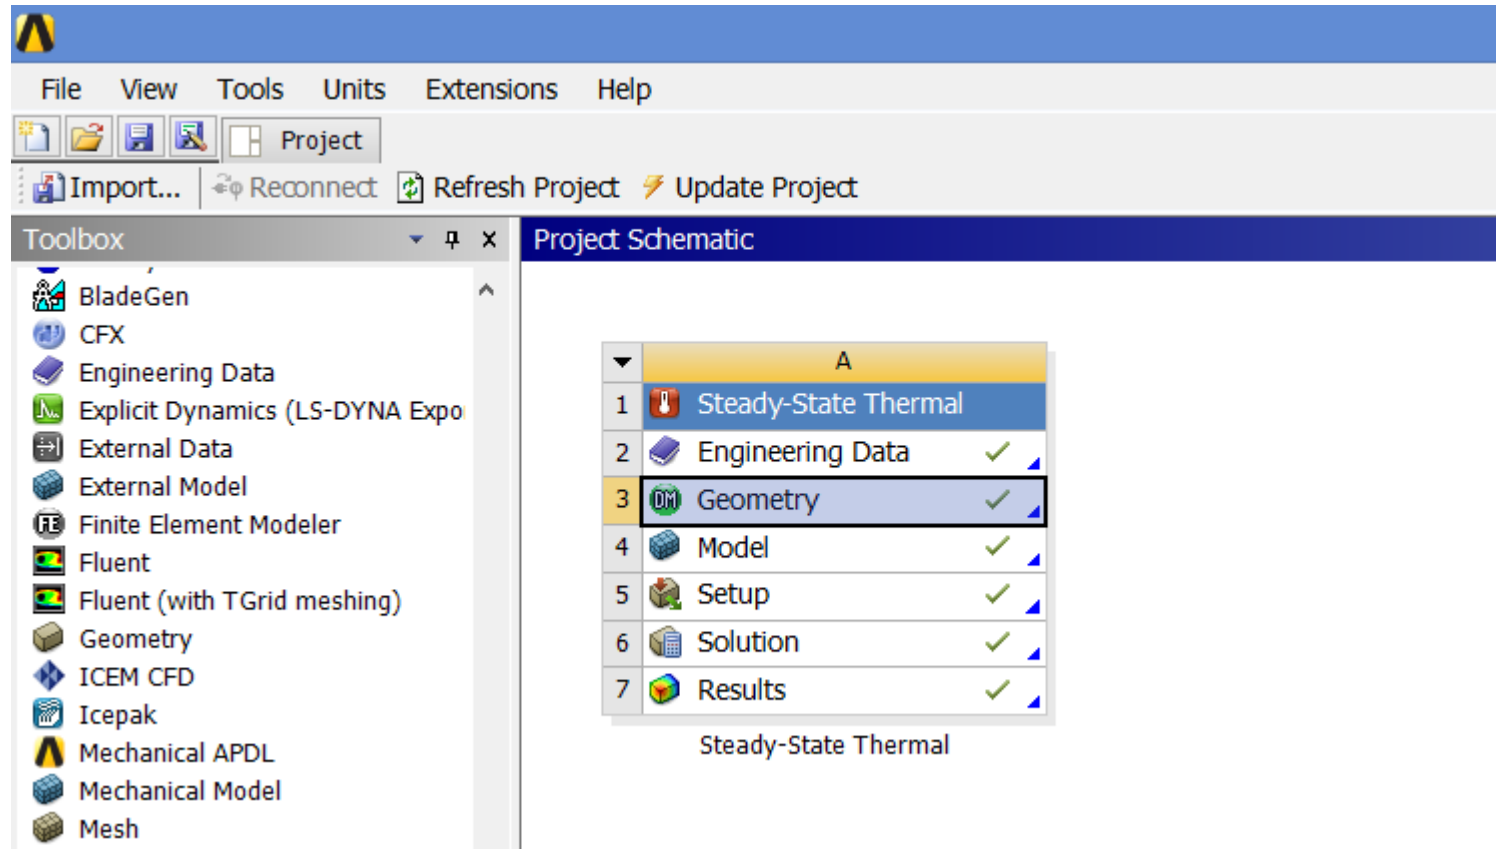 File View Tools Units Extensions Help
Project
Import... Reconnect Refresh Project Update Project
Toolbox
Project Schematic
BladeGen
CFX
Engineering Data
Explicit Dynamics (LS-DYNA Expo
External Data
External Model
Finite Element Modeler
Fluent
Fluent (with TGrid meshing)
Geometry
ICEM CFD
Icepak
Mechanical APDL
Mechanical Model
Mesh
A
1 Steady-State Thermal
2 Engineering Data
3 DM Geometry
4 Model
5 Setup
6 Solution
7 Results
Steady-State Thermal